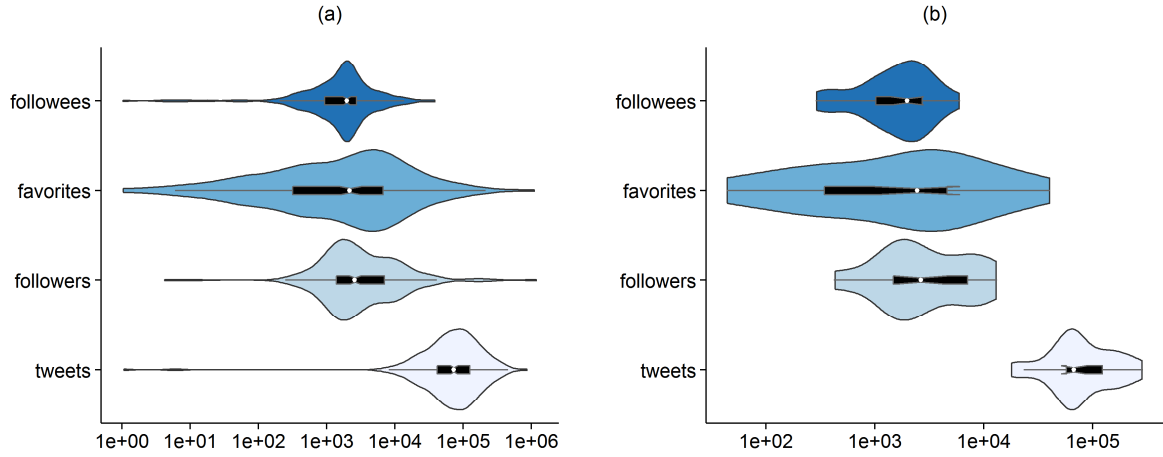 (a)
followees
favorites
followers
tweets
1e+00 1e+01 1e+02 1e+03 1e+04 1e+05 1e+06
(b)
followees
favorites
followers
tweets
1e+02 1e+03 1e+04 1e+05